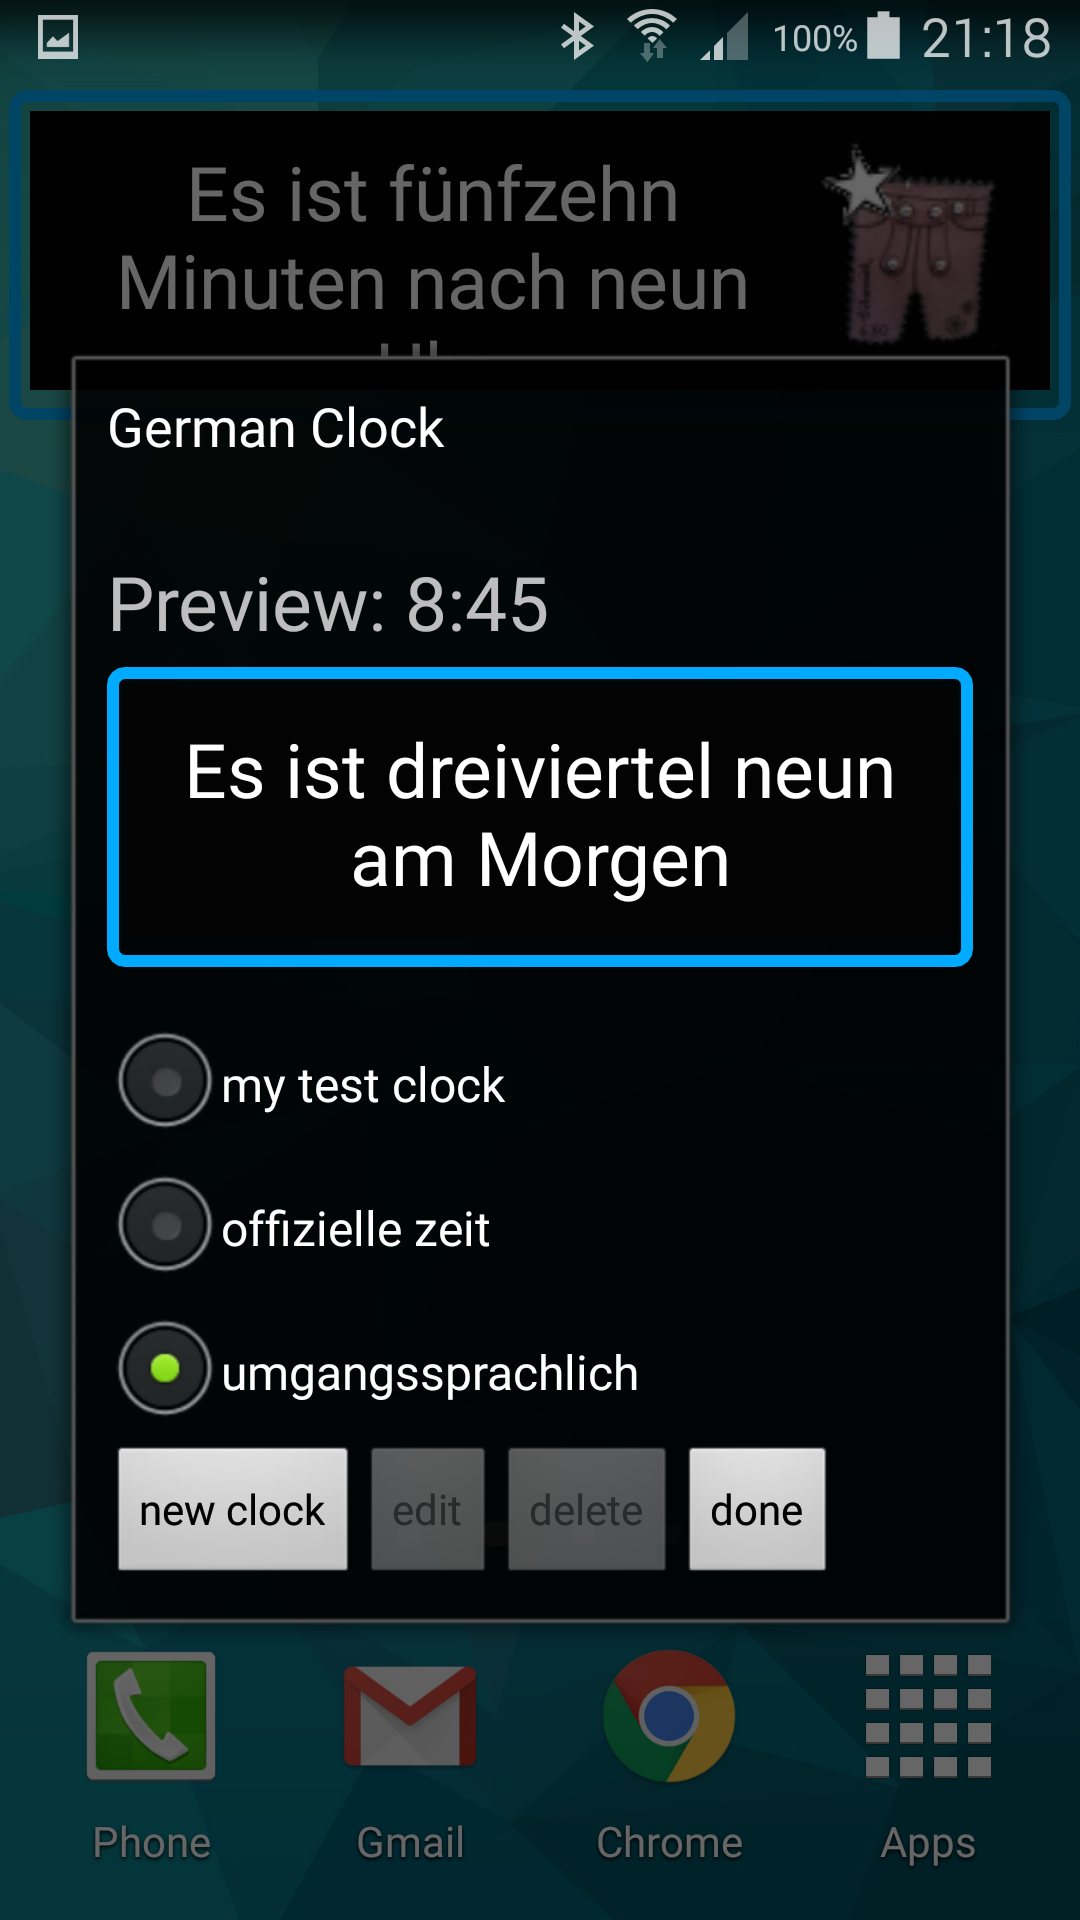 100% 21:18
Es ist fünfzehn
Minuten nach neun
German Clock
Preview: 8:45
Es ist dreiviertel neun
am Morgen
my test clock
offizielle zeit
umgangssprachlich
new clock edit delete done
Phone Gmail Chrome Apps